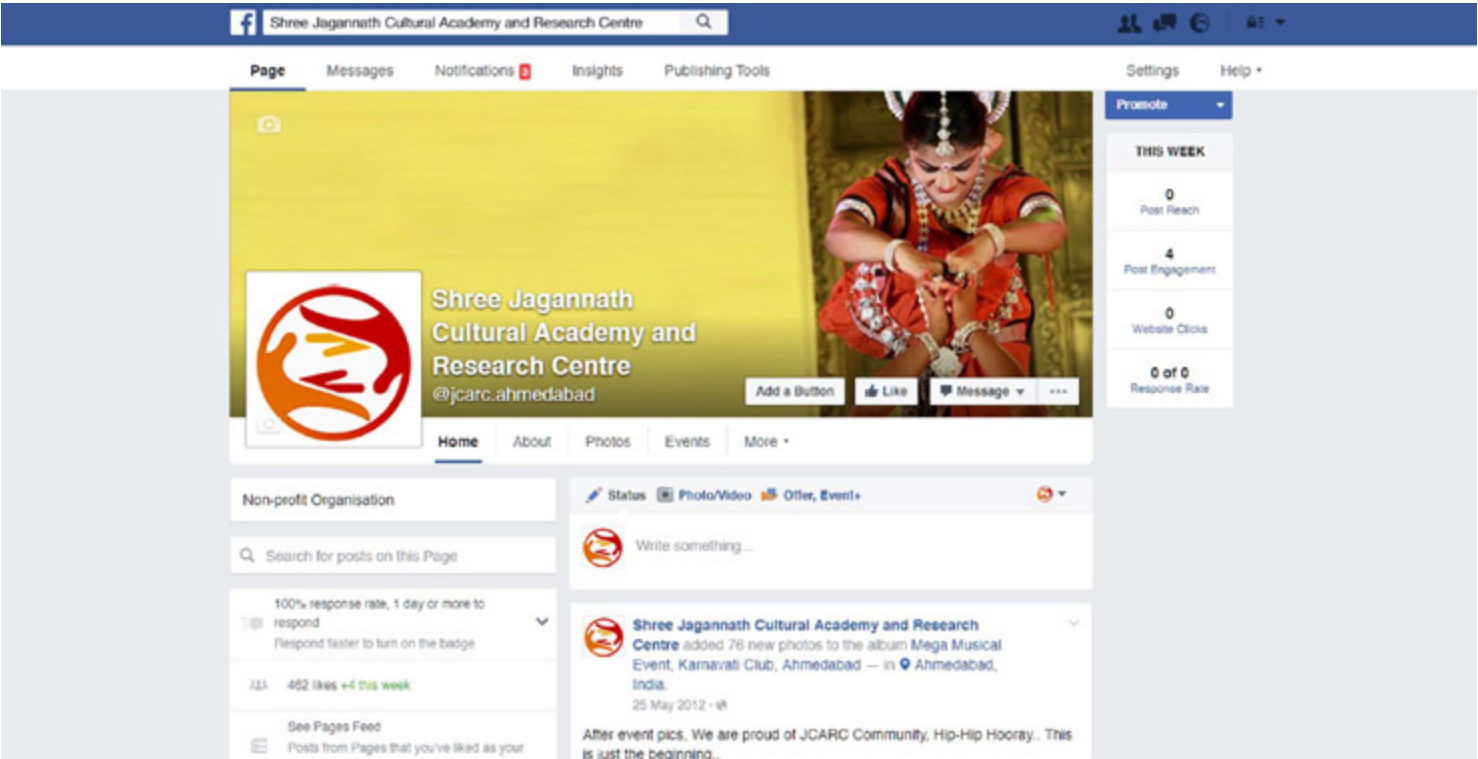 Shree Jagannath Cultural Academy and Research Centre
Page Messages Notifications 3 Insights Publishing Tools Settings Help
Promote
THIS WEEK
0
Post Reach
4
Post Engagement
0
Website Clicks
0 of 0
Response Rate
Shree Jagannath
Cultural Academy and
Research Centre
@jcarc.ahmedabad
Add a Button Like Message
Home About Photos Events More
Non-profit Organisation
Search for posts on this Page
100% response rate, 1 day or more to
respond
Respond faster to turn on the badge
462 likes +4 this week
See Pages Feed
Posts from Pages that you've liked as your
Status Photo/Video Offer, Event+
Write something...
Shree Jagannath Cultural Academy and Research
Centre added 76 new photos to the album Mega Musical
Event, Karnavati Club, Ahmedabad — in Ahmedabad,
India.
25 May 2012
After event pics, We are proud of JCARC Community, Hip-Hip Hooray.. This
is just the beginning..